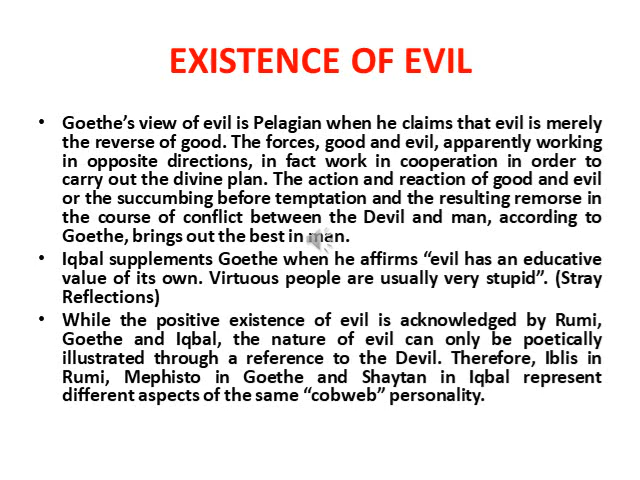 EXISTENCE OF EVIL
• Goethe’s view of evil is Pelagian when he claims that evil is merely
the reverse of good. The forces, good and evil, apparently working
in opposite directions, in fact work in cooperation in order to
carry out the divine plan. The action and reaction of good and evil
or the succumbing before temptation and the resulting remorse in
the course of conflict between the Devil and man, according to
Goethe, brings out the best in man.
• Iqbal supplements Goethe when he affirms “evil has an educative
value of its own. Virtuous people are usually very stupid”. (Stray
Reflections)
• While the positive existence of evil is acknowledged by Rumi,
Goethe and Iqbal, the nature of evil can only be poetically
illustrated through a reference to the Devil. Therefore, Iblis in
Rumi, Mephisto in Goethe and Shaytan in Iqbal represent
different aspects of the same “cobweb” personality.